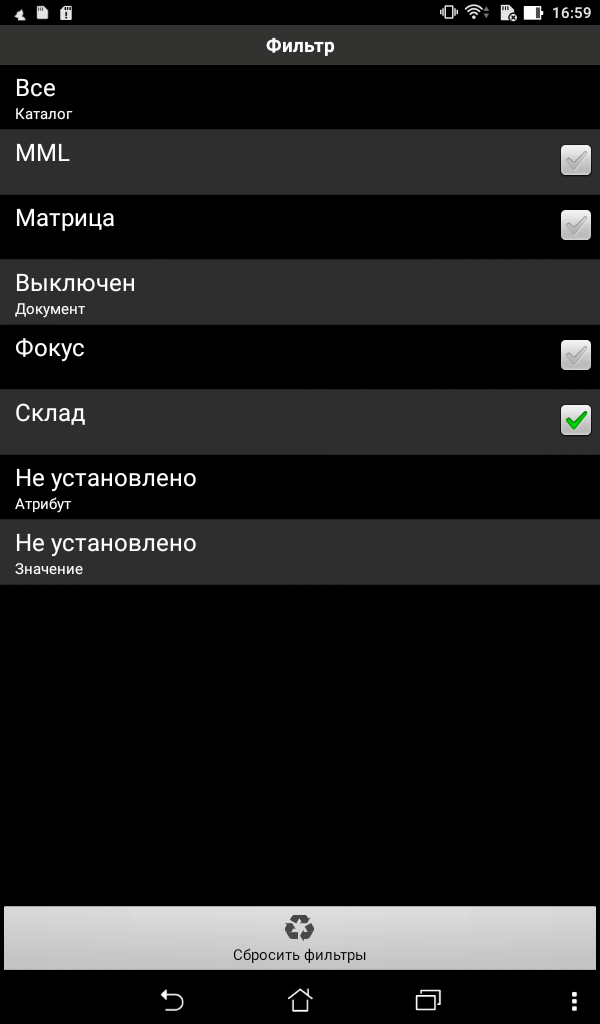 16:59
Фильтр
Все
Каталог
MML
Матрица
Выключен
Документ
Фокус
Склад
Не установлено
Атрибут
Не установлено
Значение
Сбросить фильтры